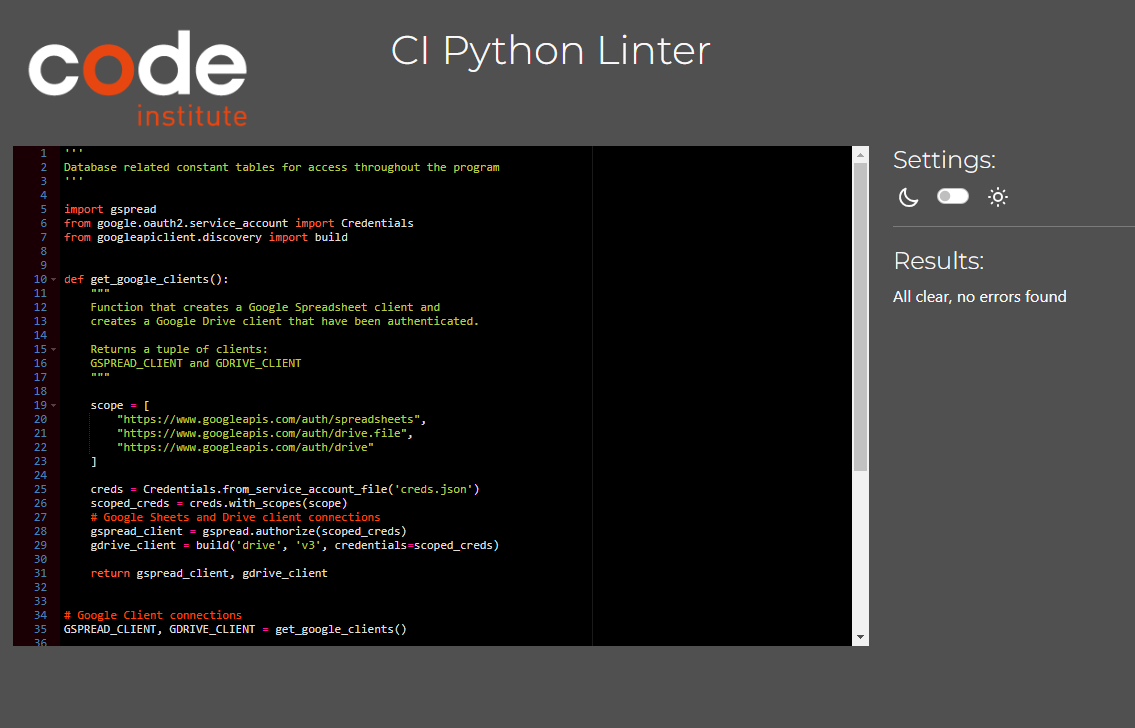 code
institute
CI Python Linter
1 '''
2 Database related constant tables for access throughout the program
3 '''
4
5 import gspread
6 from google.oauth2.service_account import Credentials
7 from googleapiclient.discovery import build
8
9
10 def get_google_clients():
11     """
12     Function that creates a Google Spreadsheet client and
13     creates a Google Drive client that have been authenticated.
14
15     Returns a tuple of clients:
16     GSPREAD_CLIENT and GDRIVE_CLIENT
17     """
18
19     scope = [
20         "https://www.googleapis.com/auth/spreadsheets",
21         "https://www.googleapis.com/auth/drive.file",
22         "https://www.googleapis.com/auth/drive"
23     ]
24
25     creds = Credentials.from_service_account_file('creds.json')
26     scoped_creds = creds.with_scopes(scope)
27     # Google Sheets and Drive client connections
28     gspread_client = gspread.authorize(scoped_creds)
29     gdrive_client = build('drive', 'v3', credentials=scoped_creds)
30
31     return gspread_client, gdrive_client
32
33
34 # Google Client connections
35 GSPREAD_CLIENT, GDRIVE_CLIENT = get_google_clients()
36
Settings:
Results:
All clear, no errors found